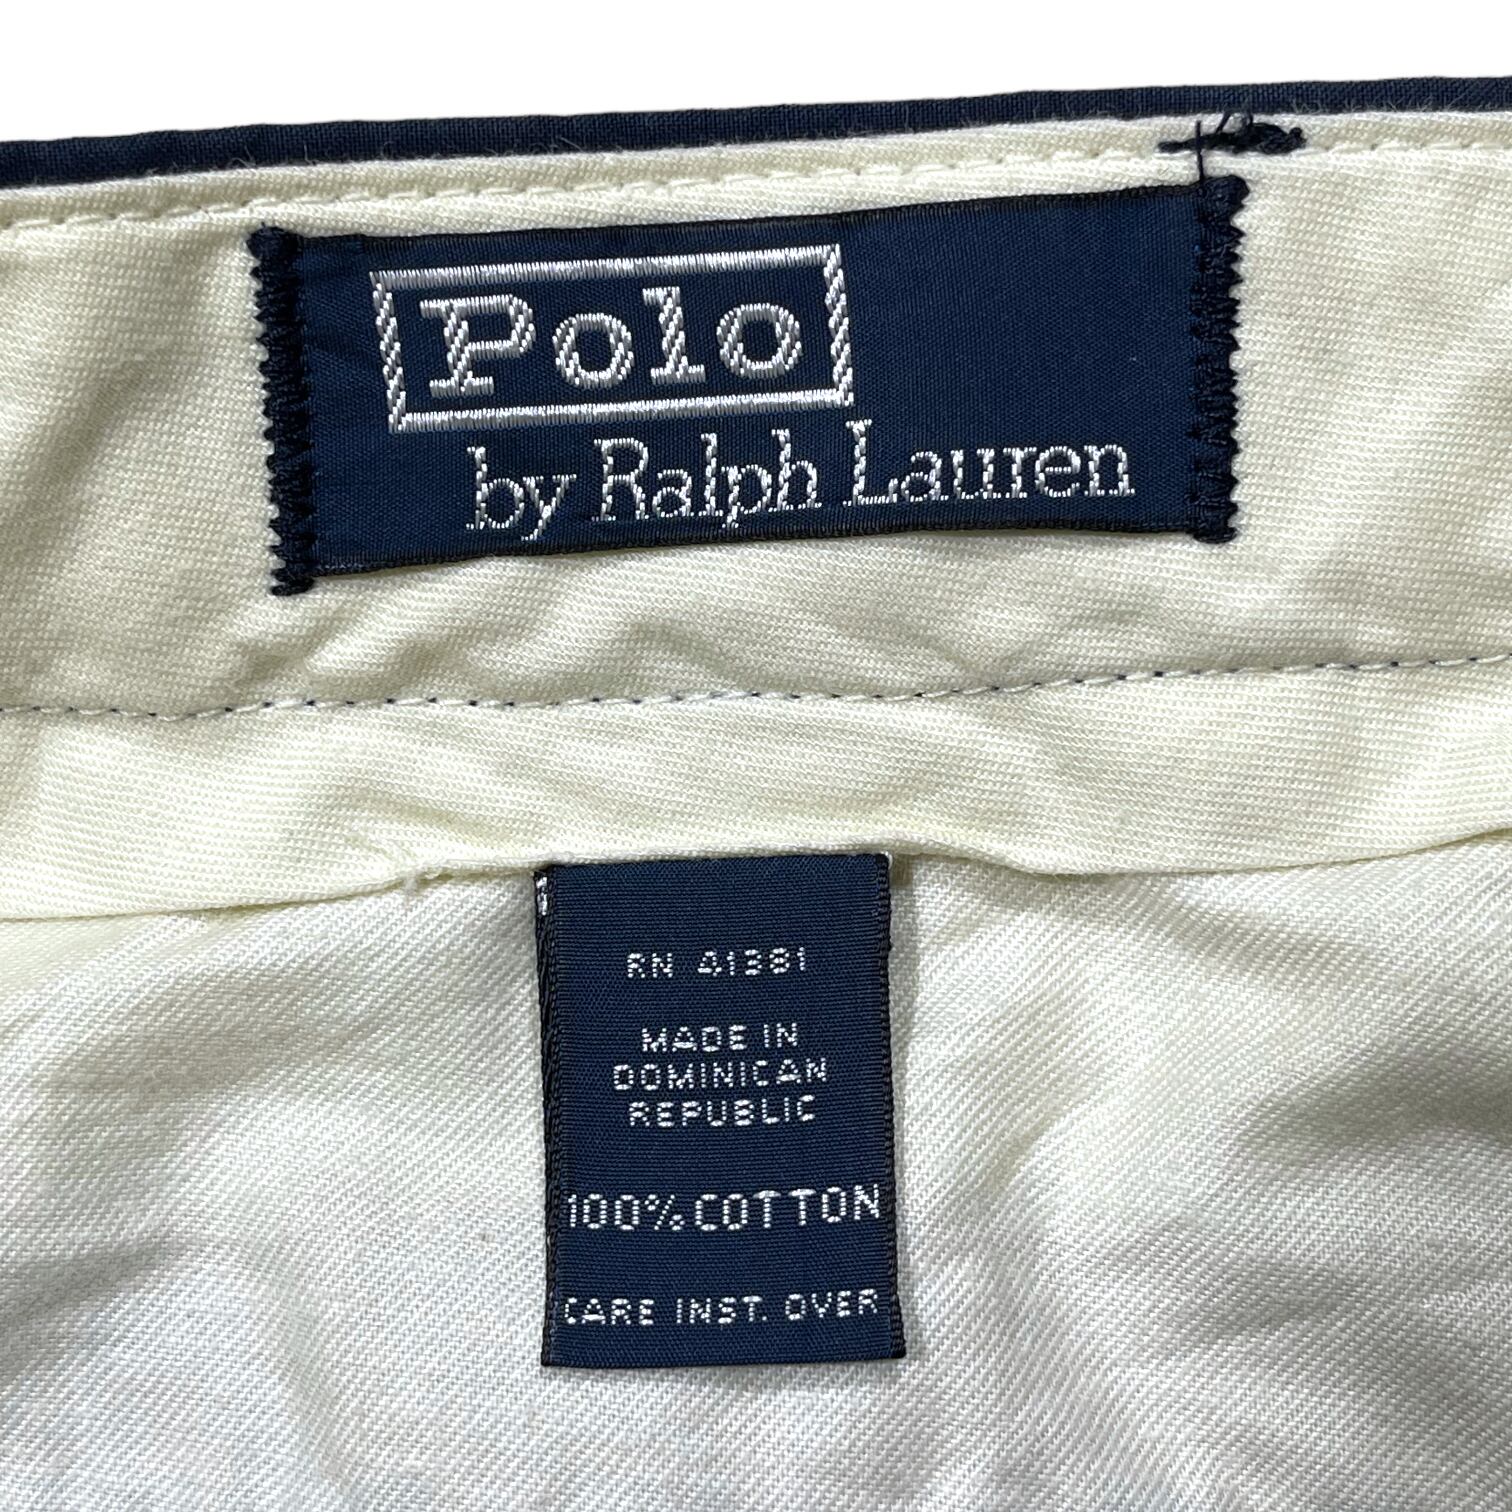 Polo
by Ralph Lauren
RN 41381
MADE IN
DOMINICAN
REPUBLIC
100% COTTON
CARE INST. OVER